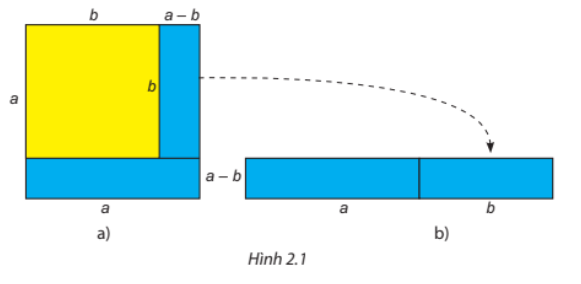 b a – b
a b
a – b
a a b
a) b)
Hình 2.1